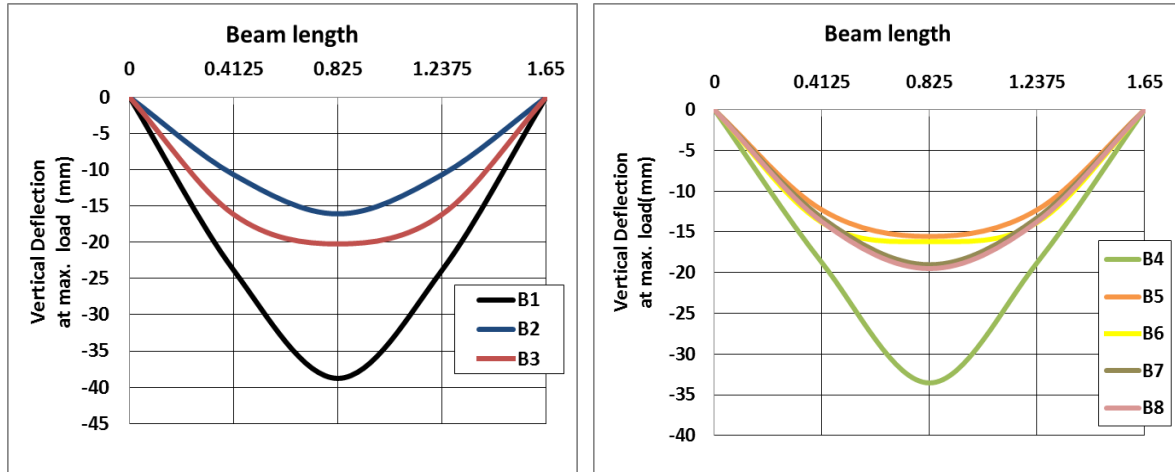 Beam length
0 0.4125 0.825 1.2375 1.65
0
-5
-10
-15
-20
-25
-30
-35
-40
-45
Vertical Deflection
at max. load (mm)
B1
B2
B3
Beam length
0 0.4125 0.825 1.2375 1.65
0
-5
-10
-15
-20
-25
-30
-35
-40
Vertical Deflection
at max. load(mm)
B4
B5
B6
B7
B8